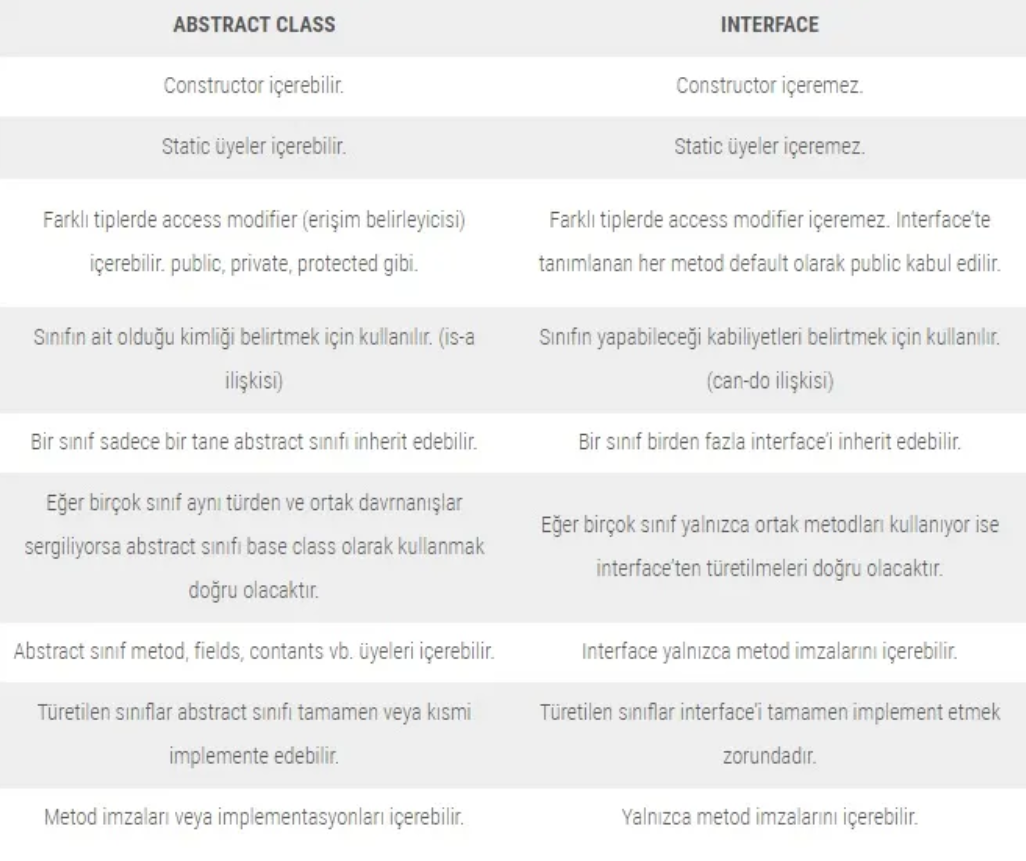 ABSTRACT CLASS
INTERFACE
Constructor içerebilir.
Constructor içeremez.
Static üyeler içerebilir.
Static üyeler içeremez.
Farklı tiplerde access modifier (erişim belirleyicisi)
içerebilir. public, private, protected gibi.
Farklı tiplerde access modifier içeremez. Interface'te
tanımlanan her metod default olarak public kabul edilir.
Sınıfın ait olduğu kimliği belirtmek için kullanılır. (is-a
ilişkisi)
Sınıfın yapabileceği kabiliyetleri belirtmek için kullanılır.
(can-do ilişkisi)
Bir sınıf sadece bir tane abstract sınıfı inherit edebilir.
Bir sınıf birden fazla interface'i inherit edebilir.
Eğer birçok sınıf aynı türden ve ortak davrnanışlar
sergiliyorsa abstract sınıfı base class olarak kullanmak
doğru olacaktır.
Eğer birçok sınıf yalnızca ortak metodları kullanıyor ise
interface'ten türetilmeleri doğru olacaktır.
Abstract sınıf metod, fields, contants vb. üyeleri içerebilir.
Interface yalnızca metod imzalarını içerebilir.
Türetilen sınıflar abstract sınıfı tamamen veya kısmi
implemente edebilir.
Türetilen sınıflar interface'i tamamen implement etmek
zorundadır.
Metod imzaları veya implementasyonları içerebilir.
Yalnızca metod imzalarını içerebilir.